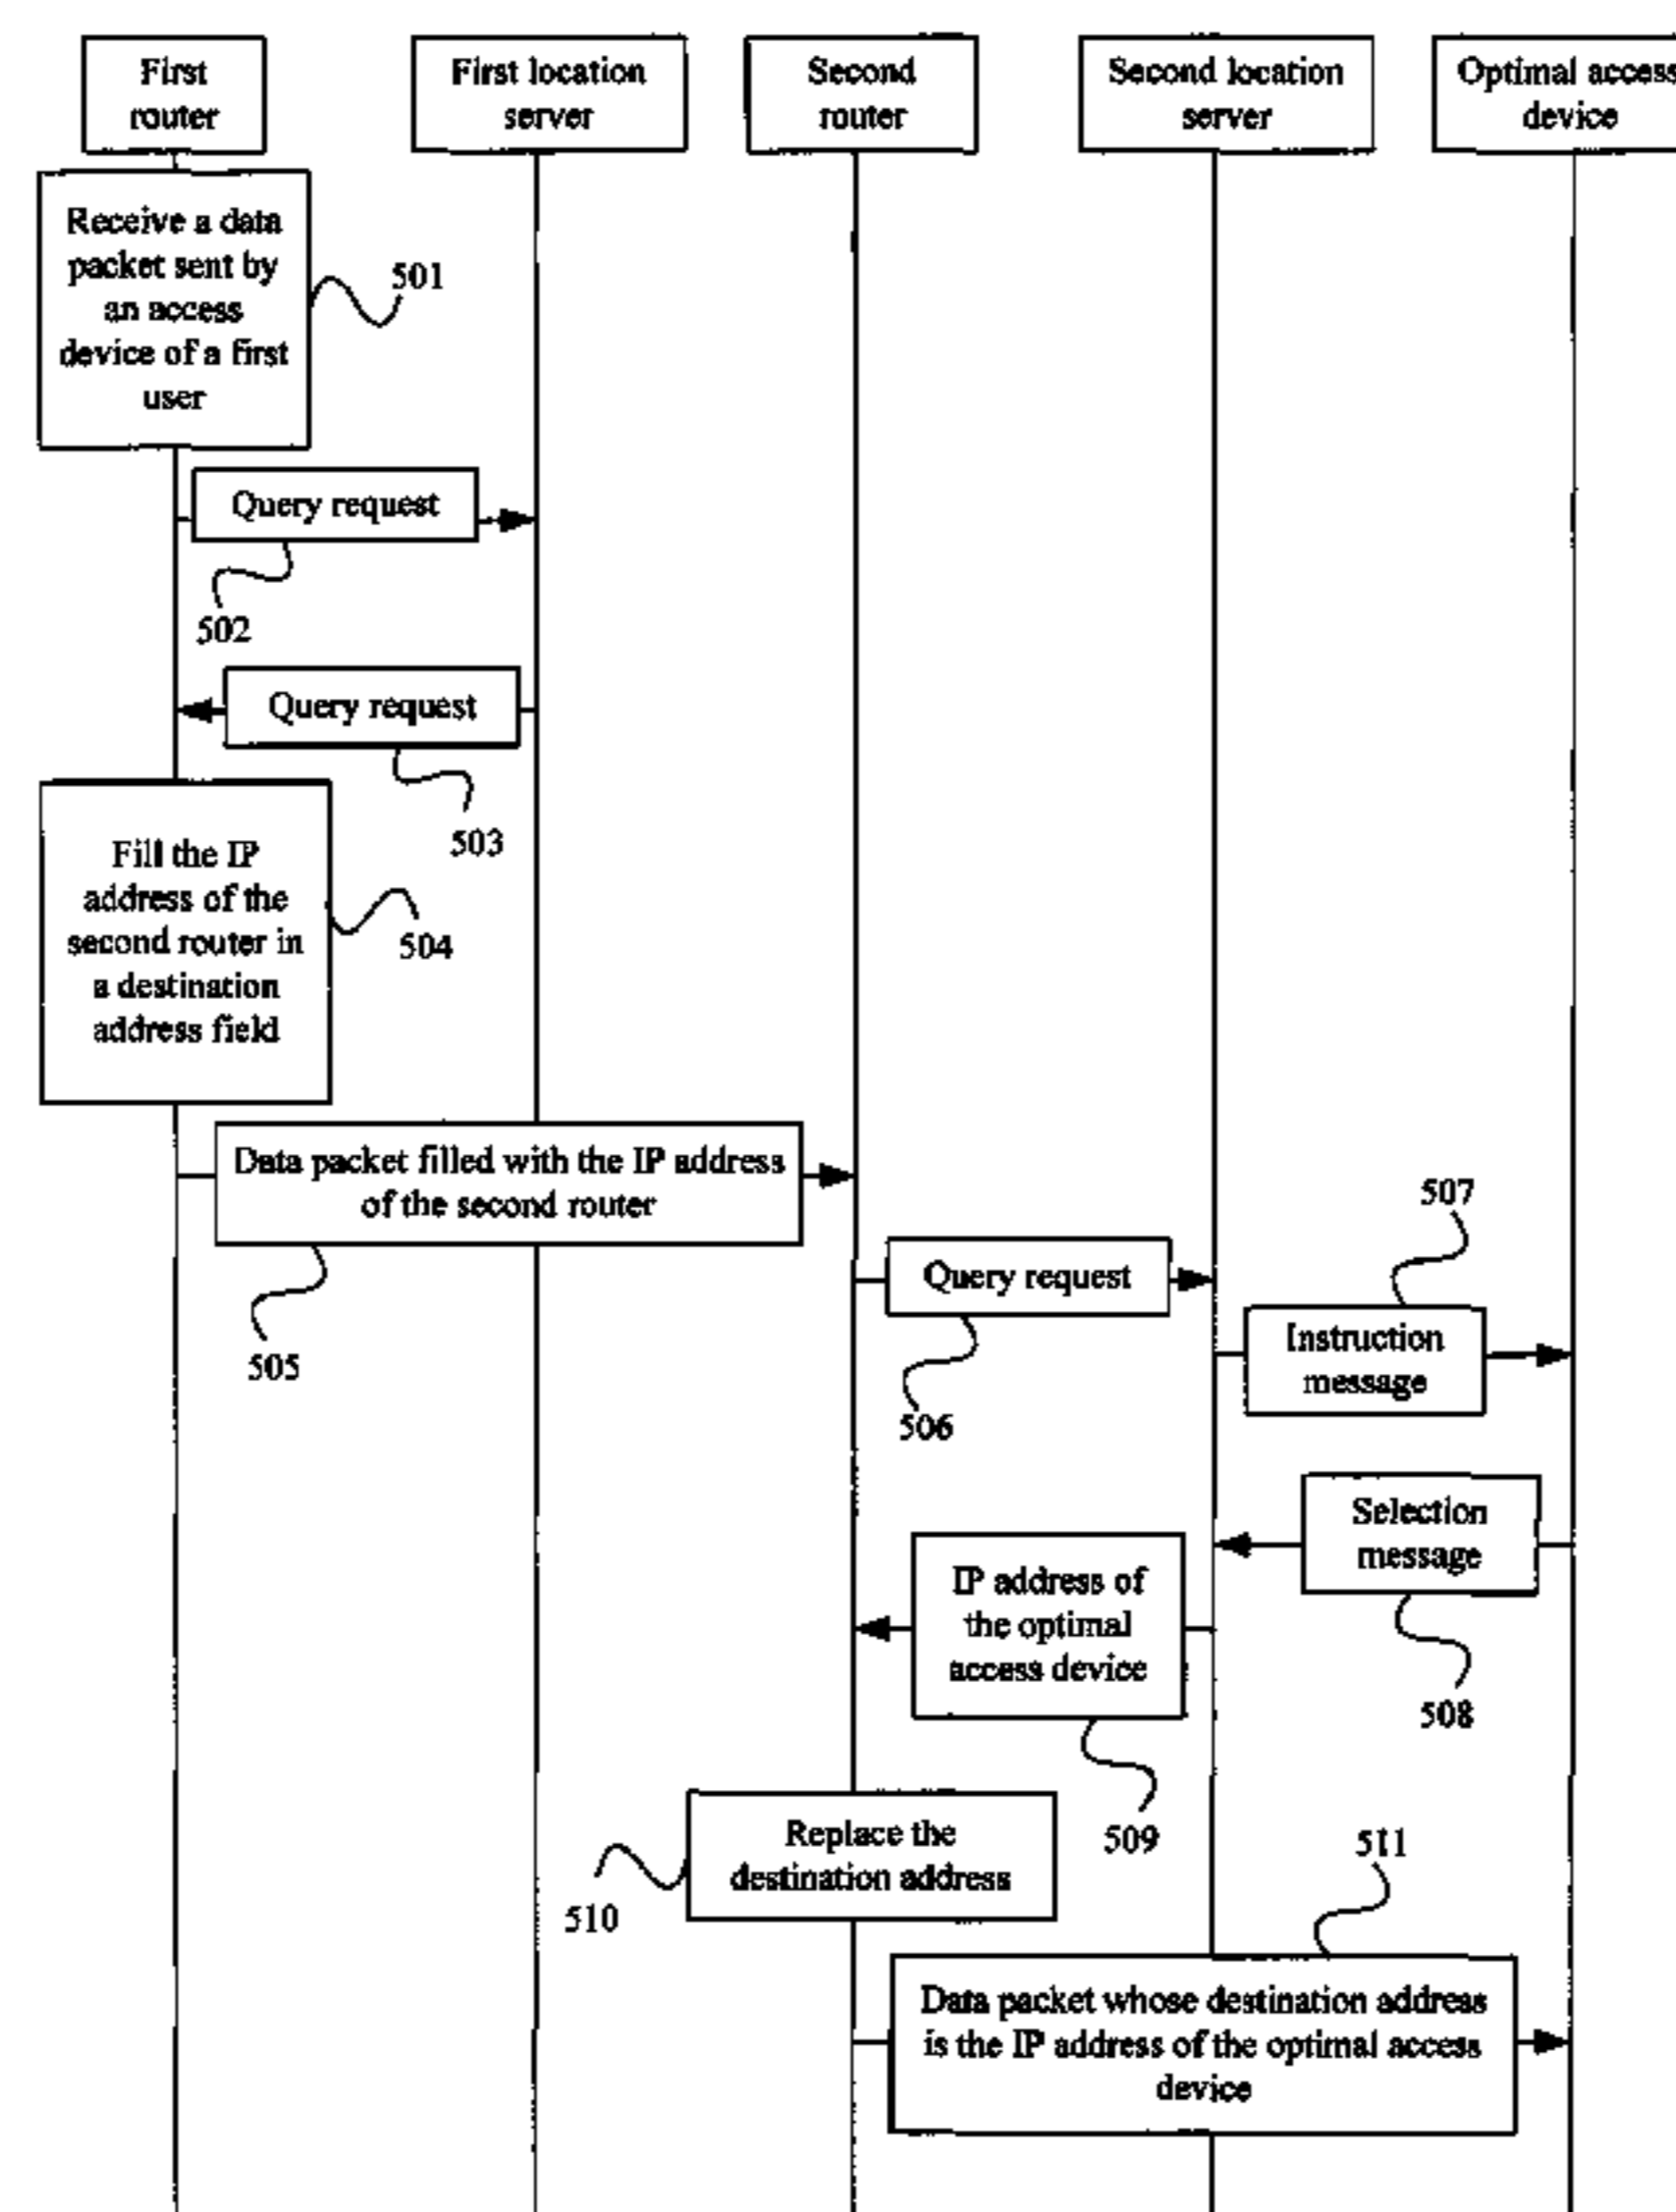 First
router
First location
server
Second
router
Second location
server
Optimal access
device
Receive a data
packet sent by
an access
device of a first
user
501
Query request
502
Query request
503
Fill the IP
address of the
second router in
a destination
address field
504
Data packet filled with the IP address
of the second router
505
Query request
506
507
Instruction
message
Selection
message
508
IP address of
the optimal
access device
509
Replace the
destination address
510
511
Data packet whose destination address
is the IP address of the optimal access
device